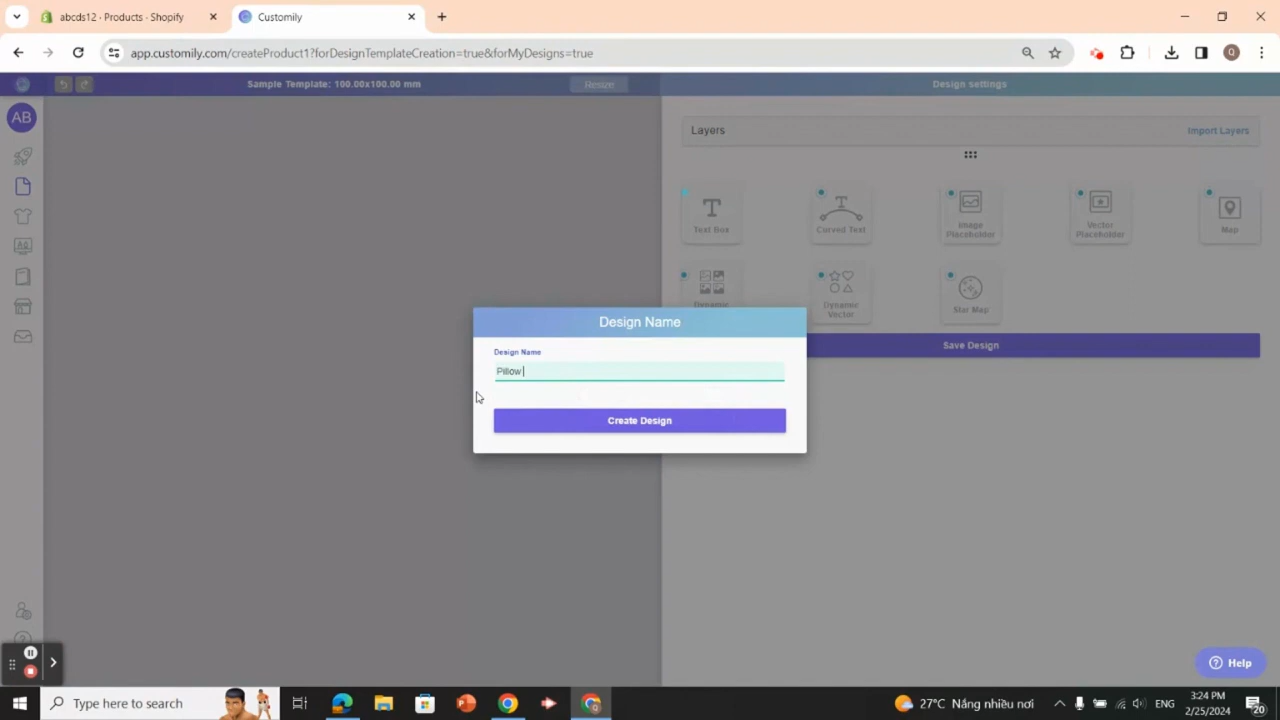 abcds12 · Products · Shopify
Customily
app.customily.com/createProduct1?forDesignTemplateCreation=true&forMyDesigns=true
Q
Sample Template: 100.00x100.00 mm
Resize
Design settings
AB
Layers
Import Layers
Text Box
Curved Text
Image Placeholder
Vector Placeholder
Map
Dynamic
Dynamic Vector
Star Map
Save Design
Design Name
Design Name
Pillow
Create Design
Help
Type here to search
27°C Nắng nhiều nơi
ENG
3:24 PM
2/25/2024
20